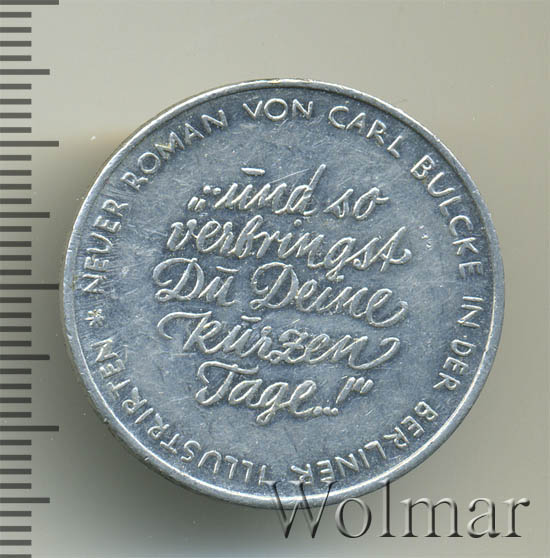 * NEUER ROMAN VON CARL BULCKE IN DER BERLINER ILLUSTRIRTEN
„...und so
verbringst
Du Deine
kurzen
Tage...!"
Wolmar